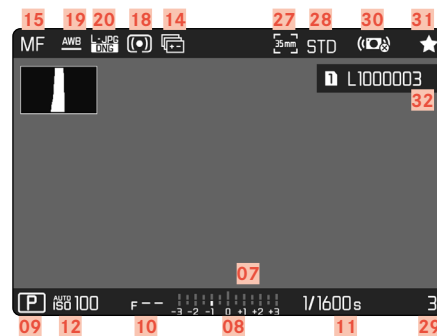 15 19 20 18 14 27 28 30 31
MF AWB L-JPG DNG 35mm STD
1 L1000003
32
07
P AUTO ISO 100 F-- -3 -2 -1 0 +1 +2 +3 1/1600s 3
09 12 10 08 11 29